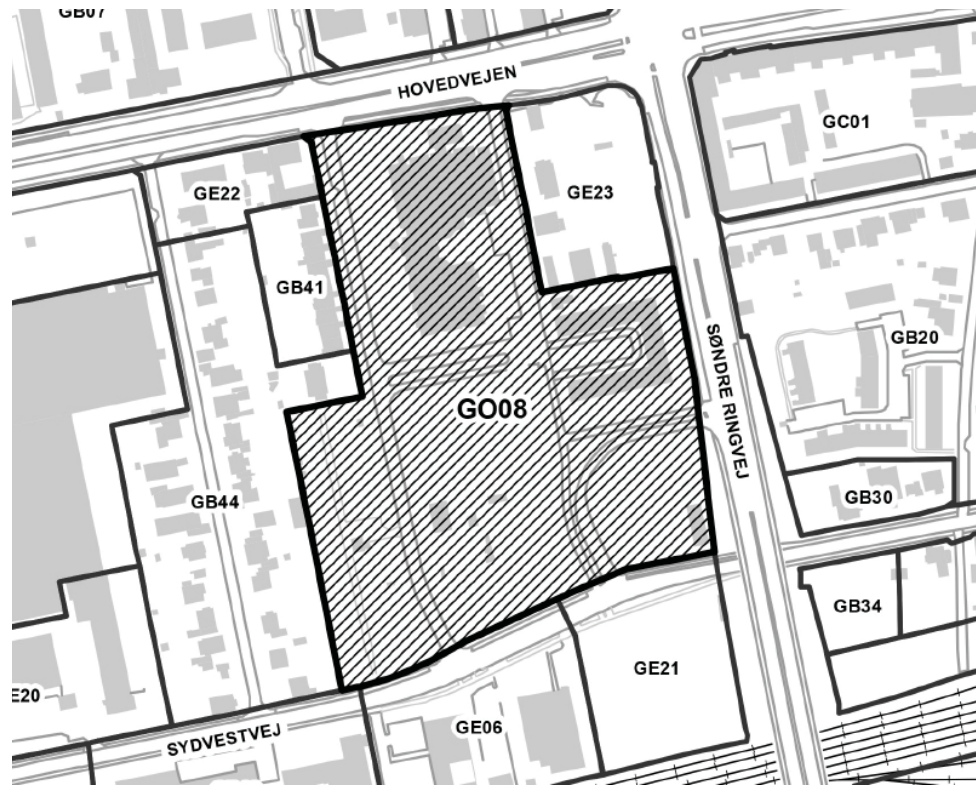 GB07
HOVEDVEJEN
GC01
GE22
GE23
GB41
GB20
SØNDRE RINGVEJ
GO08
GB44
GB30
GB34
GE21
E20
GE06
SYDVESTVEJ